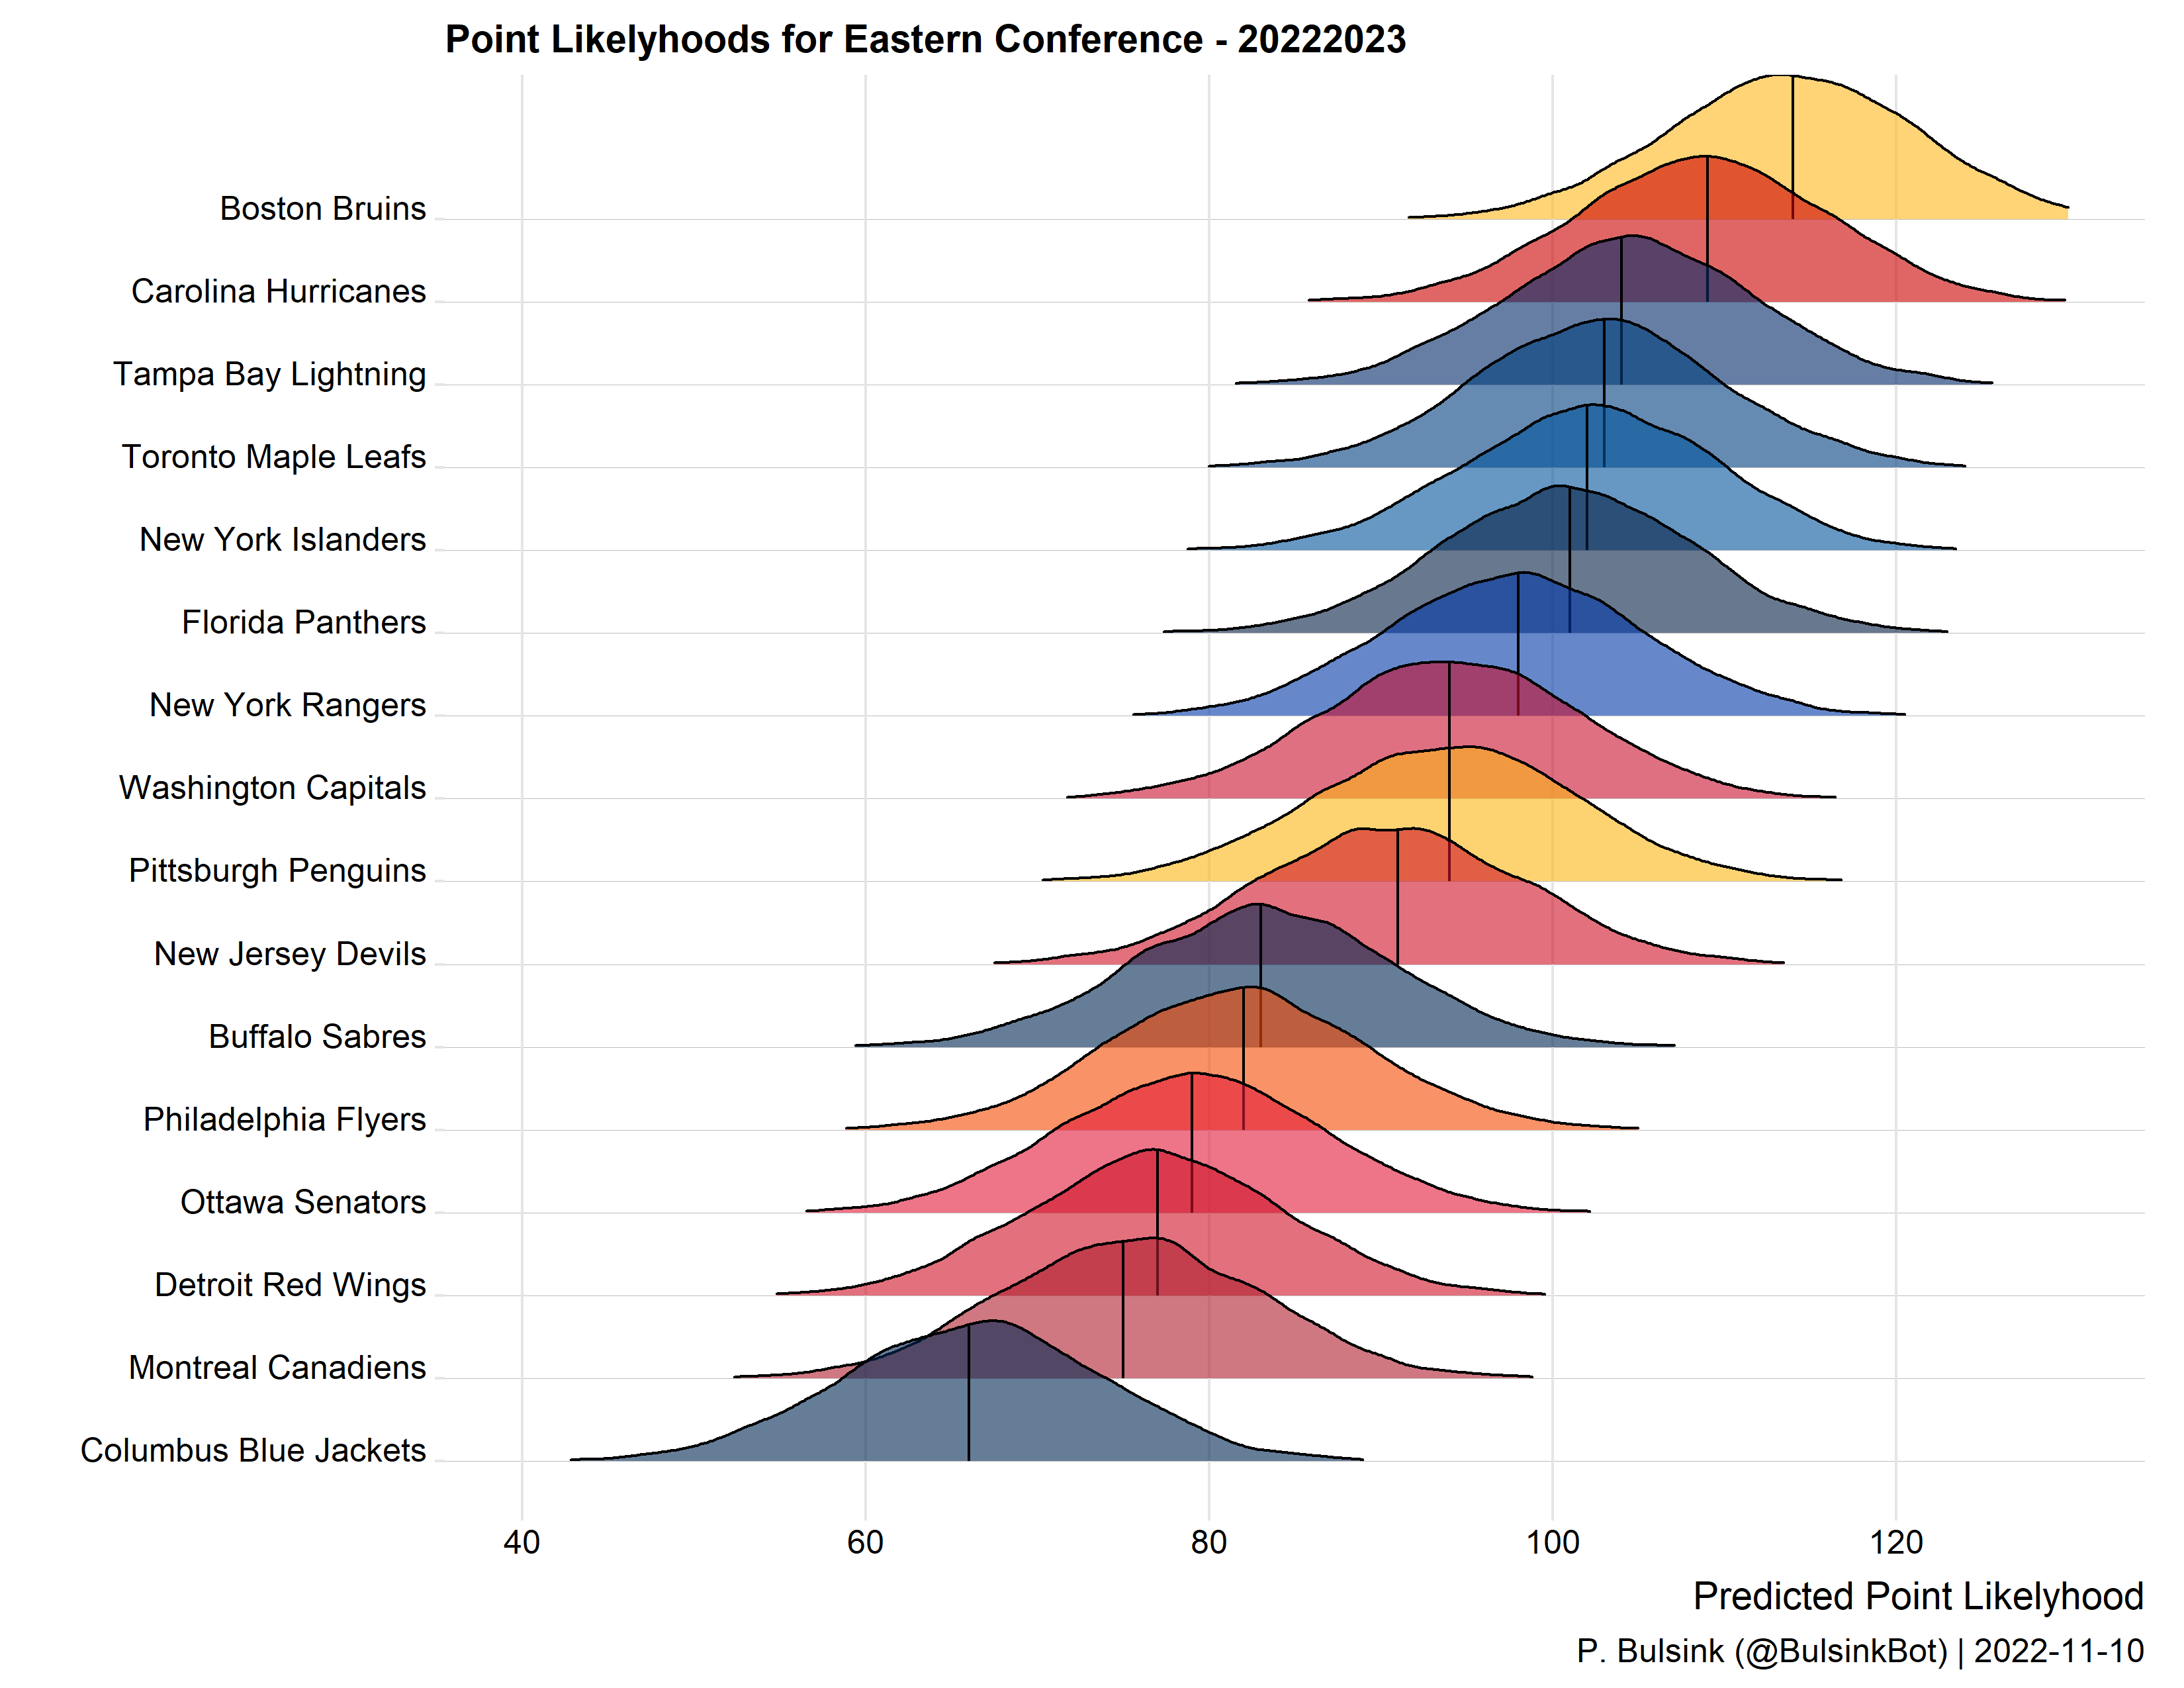 Point Likelyhoods for Eastern Conference - 20222023
Boston Bruins
Carolina Hurricanes
Tampa Bay Lightning
Toronto Maple Leafs
New York Islanders
Florida Panthers
New York Rangers
Washington Capitals
Pittsburgh Penguins
New Jersey Devils
Buffalo Sabres
Philadelphia Flyers
Ottawa Senators
Detroit Red Wings
Montreal Canadiens
Columbus Blue Jackets
40 60 80 100 120
Predicted Point Likelyhood
P. Bulsink (@BulsinkBot) | 2022-11-10